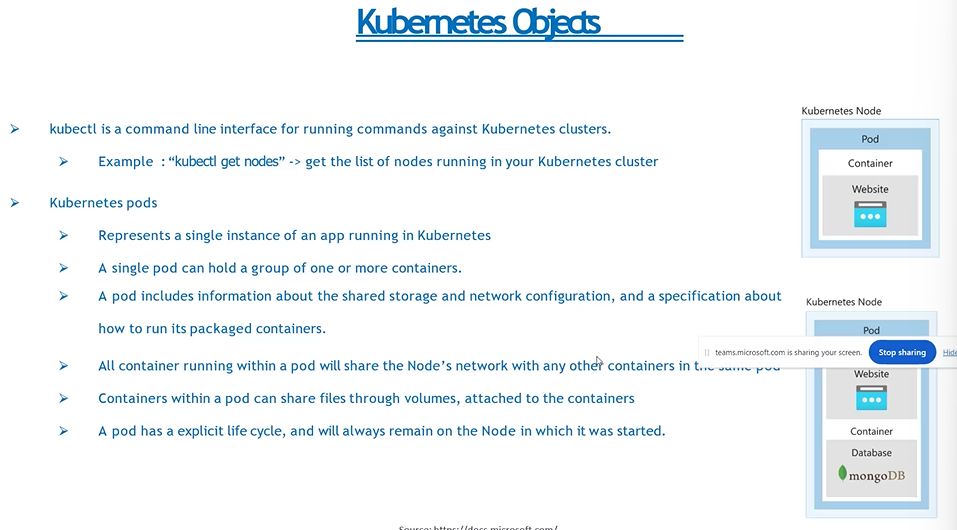 Kubernetes Objects
kubectl is a command line interface for running commands against Kubernetes clusters.
Example : “kubectl get nodes” -> get the list of nodes running in your Kubernetes cluster
Kubernetes pods
Represents a single instance of an app running in Kubernetes
A single pod can hold a group of one or more containers.
A pod includes information about the shared storage and network configuration, and a specification about
how to run its packaged containers.
All container running within a pod will share the Node’s network with any other containers in the same pod
Containers within a pod can share files through volumes, attached to the containers
A pod has a explicit life cycle, and will always remain on the Node in which it was started.
Kubernetes Node
Pod
Container
Website
Kubernetes Node
Pod
teams.microsoft.com is sharing your screen.
Stop sharing
Hide
Website
Container
Database
mongoDB
Source: https://docs.microsoft.com/